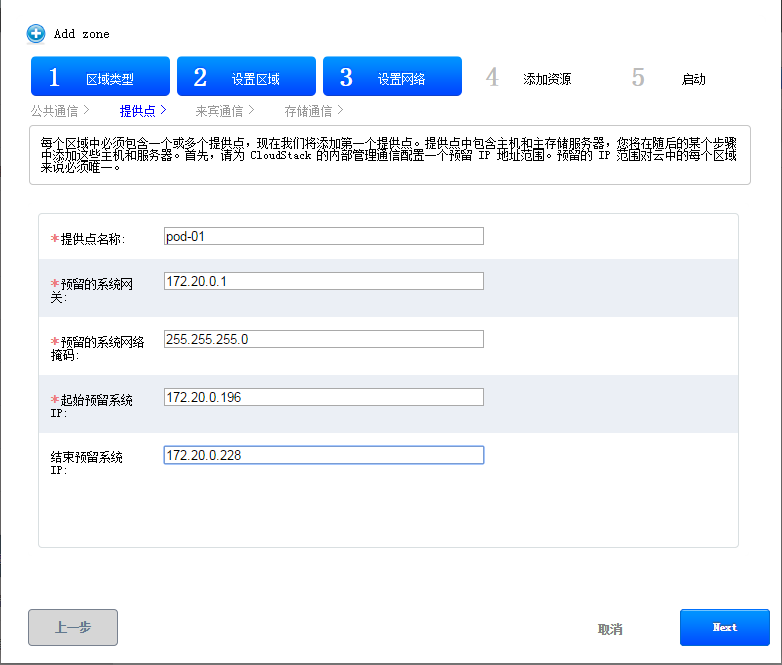 Add zone
1 区域类型 2 设置区域 3 设置网络 4 添加资源 5 启动
公共通信 > 提供点 > 来宾通信 > 存储通信 >
每个区域中必须包含一个或多个提供点，现在我们将添加第一个提供点。提供点中包含主机和主存储服务器，您将在随后的某个步骤
中添加这些主机和服务器。首先，请为 CloudStack 的内部管理通信配置一个预留 IP 地址范围。预留的 IP 范围对云中的每个区域
来说必须唯一。
*提供点名称: pod-01
*预留的系统网
关: 172.20.0.1
*预留的系统网络
掩码: 255.255.255.0
*起始预留系统
IP: 172.20.0.196
结束预留系统
IP: 172.20.0.228
上一步 取消 Next